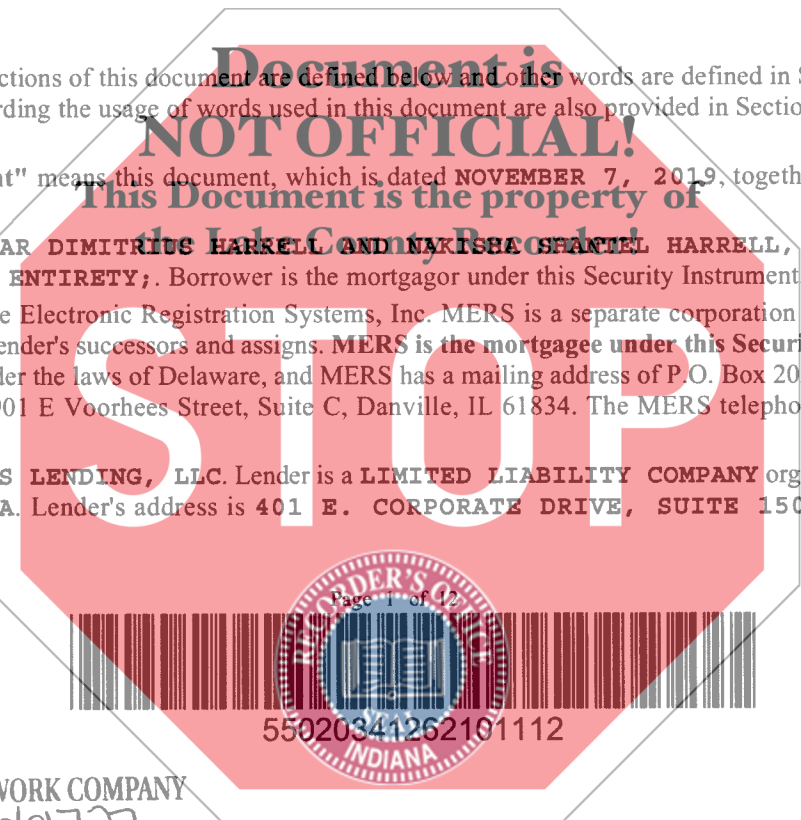 Document is
ctions of this document are defined below and other words are defined in S
rding the usage of words used in this document are also provided in Sectio
NOT OFFICIAL!
nt" means this document, which is dated NOVEMBER 7, 2019, togeth
This Document is the property of
the Lake County Recorder!
AR DIMITRIUS HARRELL AND NAKISHA SHANTEL HARRELL,
ENTIRETY;. Borrower is the mortgagor under this Security Instrument
e Electronic Registration Systems, Inc. MERS is a separate corporation
ender's successors and assigns. MERS is the mortgagee under this Securi
der the laws of Delaware, and MERS has a mailing address of P.O. Box 20
901 E Voorhees Street, Suite C, Danville, IL 61834. The MERS telepho
STOP
S LENDING, LLC. Lender is a LIMITED LIABILITY COMPANY org
A. Lender's address is 401 E. CORPORATE DRIVE, SUITE 150
Page 1 of 12
RECORDER'S OFFICE
SEAL
INDIANA
55020341262101112
WORK COMPANY